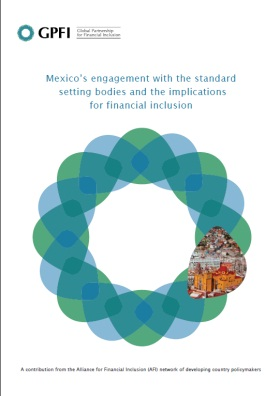 GPFI
Global Partnership
for Financial Inclusion
Mexico's engagement with the standard
setting bodies and the implications
for financial inclusion
A contribution from the Alliance for Financial Inclusion (AFI) network of developing country policymakers